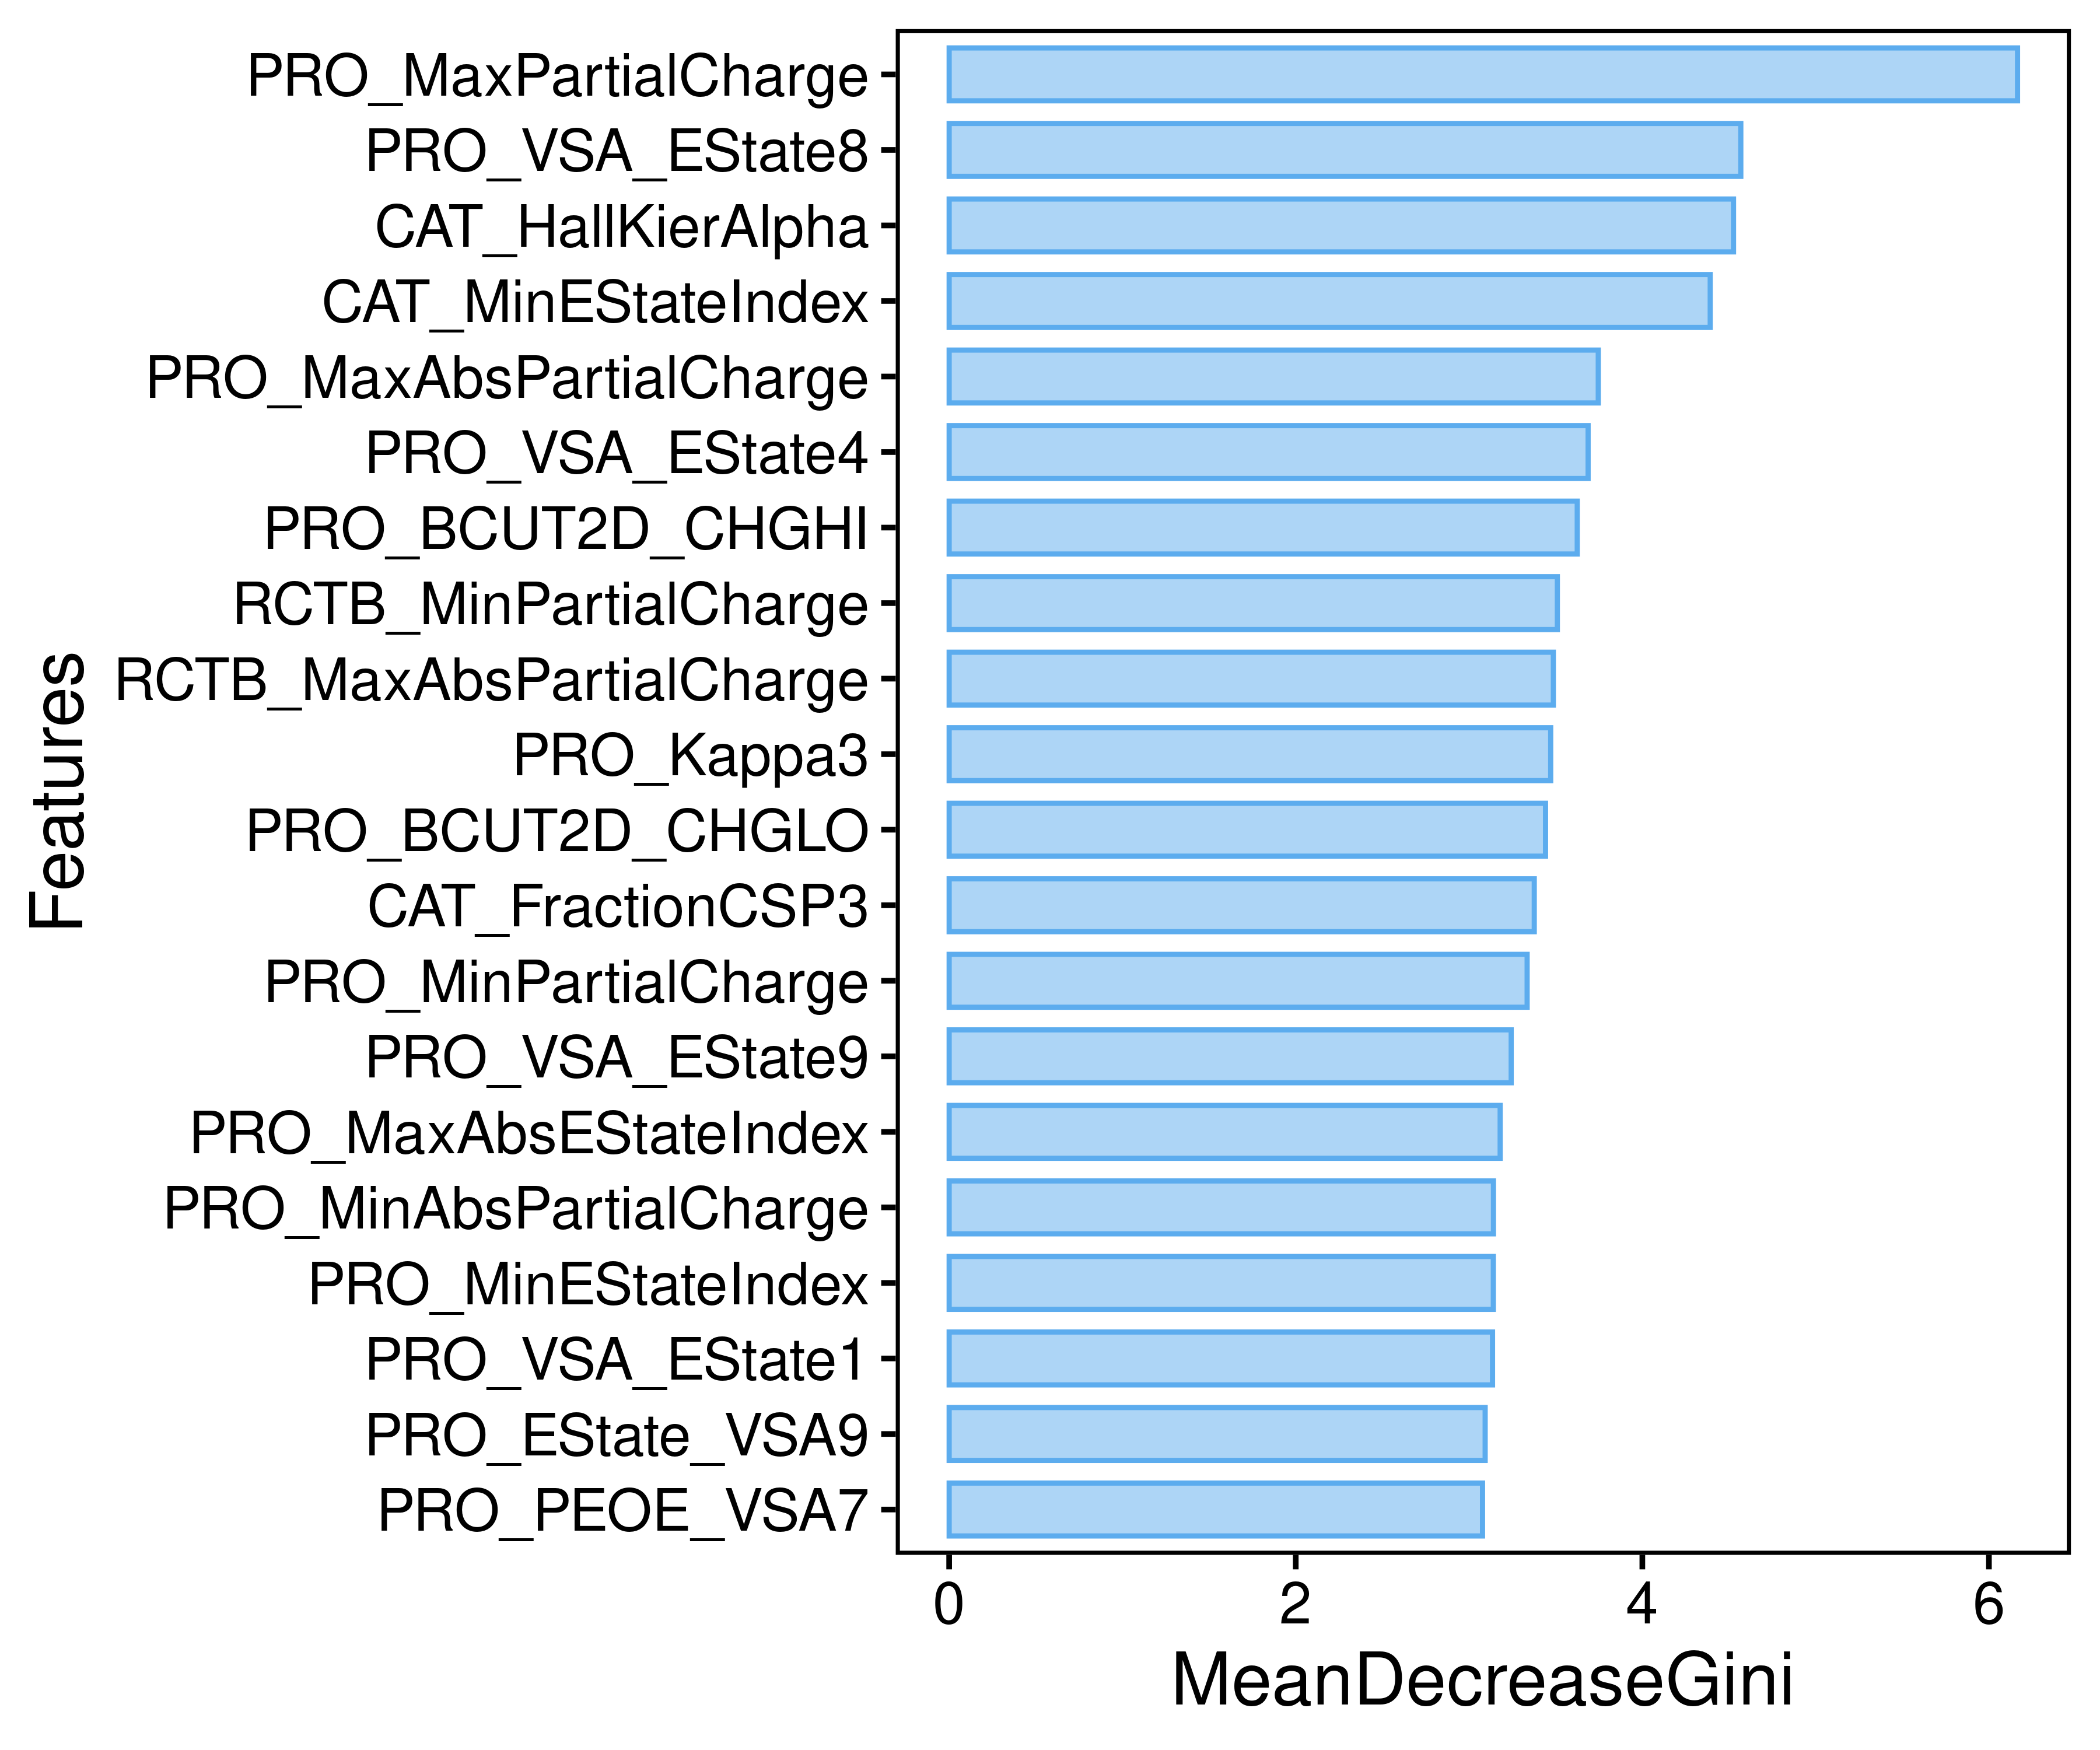 PRO_MaxPartialCharge
PRO_VSA_EState8
CAT_HallKierAlpha
CAT_MinEStateIndex
PRO_MaxAbsPartialCharge
PRO_VSA_EState4
PRO_BCUT2D_CHGHI
RCTB_MinPartialCharge
RCTB_MaxAbsPartialCharge
PRO_Kappa3
PRO_BCUT2D_CHGLO
CAT_FractionCSP3
PRO_MinPartialCharge
PRO_VSA_EState9
PRO_MaxAbsEStateIndex
PRO_MinAbsPartialCharge
PRO_MinEStateIndex
PRO_VSA_EState1
PRO_EState_VSA9
PRO_PEOE_VSA7
Features
0 2 4 6
MeanDecreaseGini